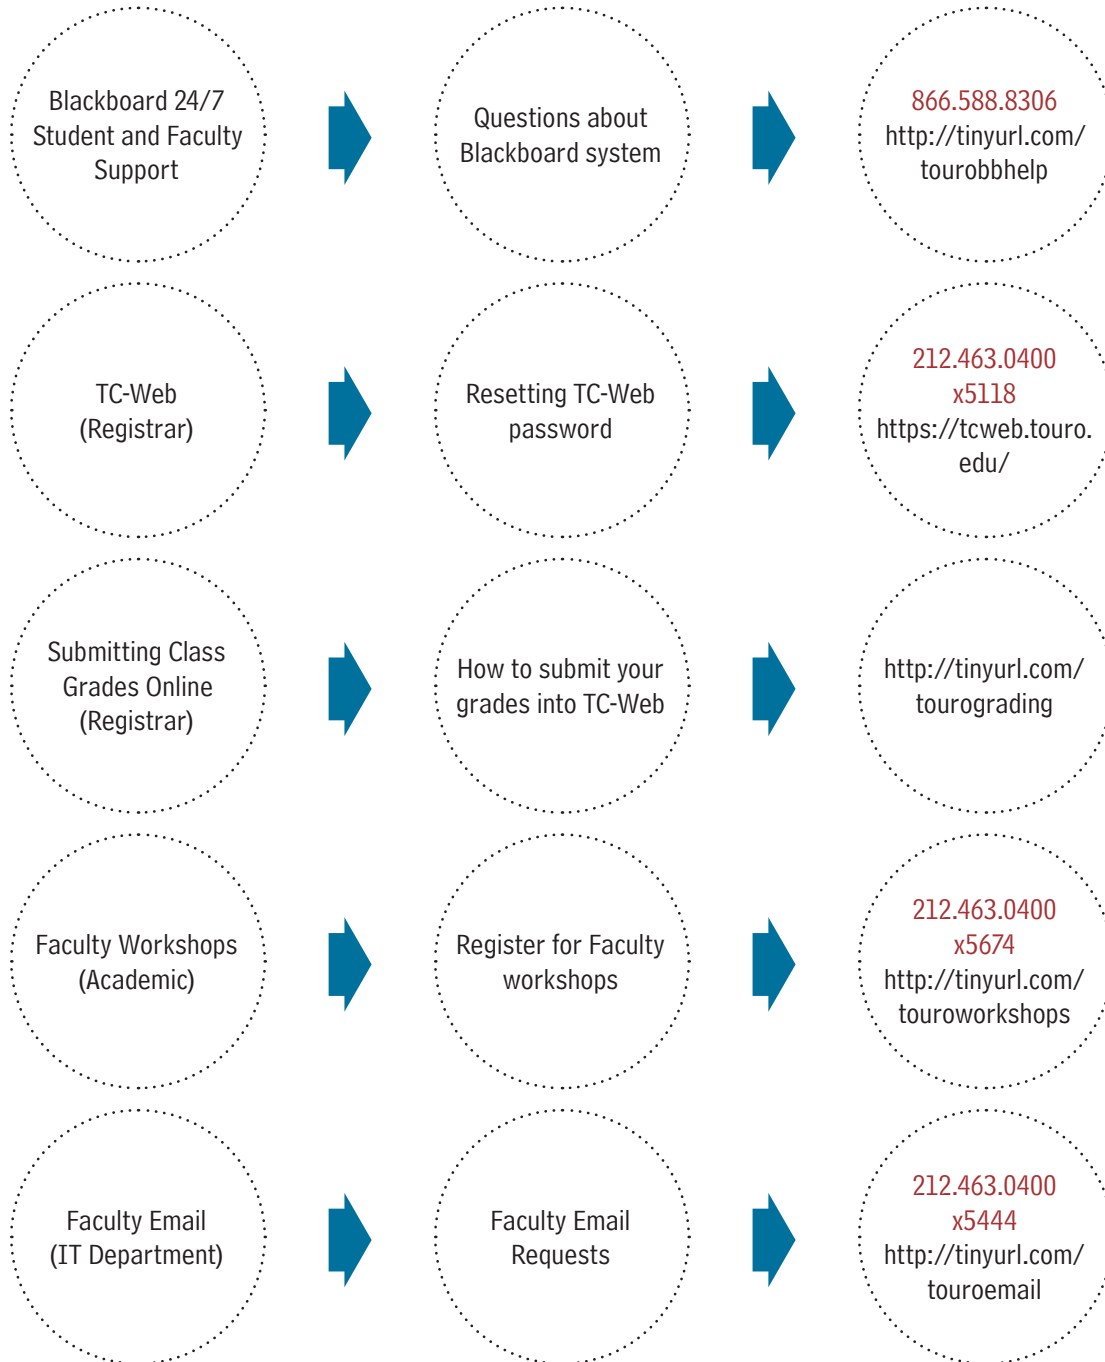 Blackboard 24/7
Student and Faculty
Support
Questions about
Blackboard system
866.588.8306
http://tinyurl.com/
tourobbhelp
TC-Web
(Registrar)
Resetting TC-Web
password
212.463.0400
x5118
https://tcweb.touro.
edu/
Submitting Class
Grades Online
(Registrar)
How to submit your
grades into TC-Web
http://tinyurl.com/
tourograding
Faculty Workshops
(Academic)
Register for Faculty
workshops
212.463.0400
x5674
http://tinyurl.com/
touroworkshops
Faculty Email
(IT Department)
Faculty Email
Requests
212.463.0400
x5444
http://tinyurl.com/
touroemail